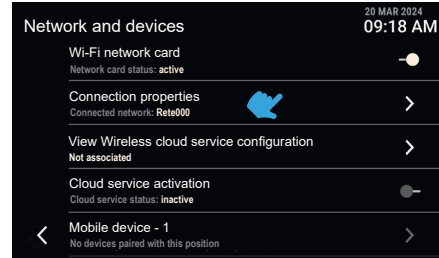 20 MAR 2024
Network and devices 09:18 AM
Wi-Fi network card
Network card status: active
Connection properties
Connected network: Rete000
View Wireless cloud service configuration
Not associated
Cloud service activation
Cloud service status: inactive
Mobile device - 1
No devices paired with this position